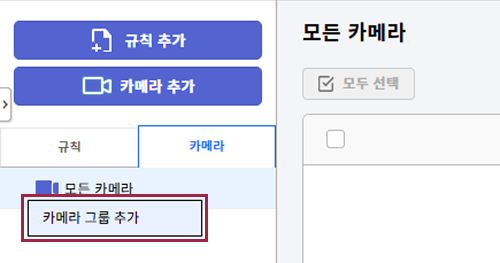 규칙 추가
카메라 추가
규칙
카메라
모든 카메라
카메라 그룹 추가
모든 카메라
모두 선택